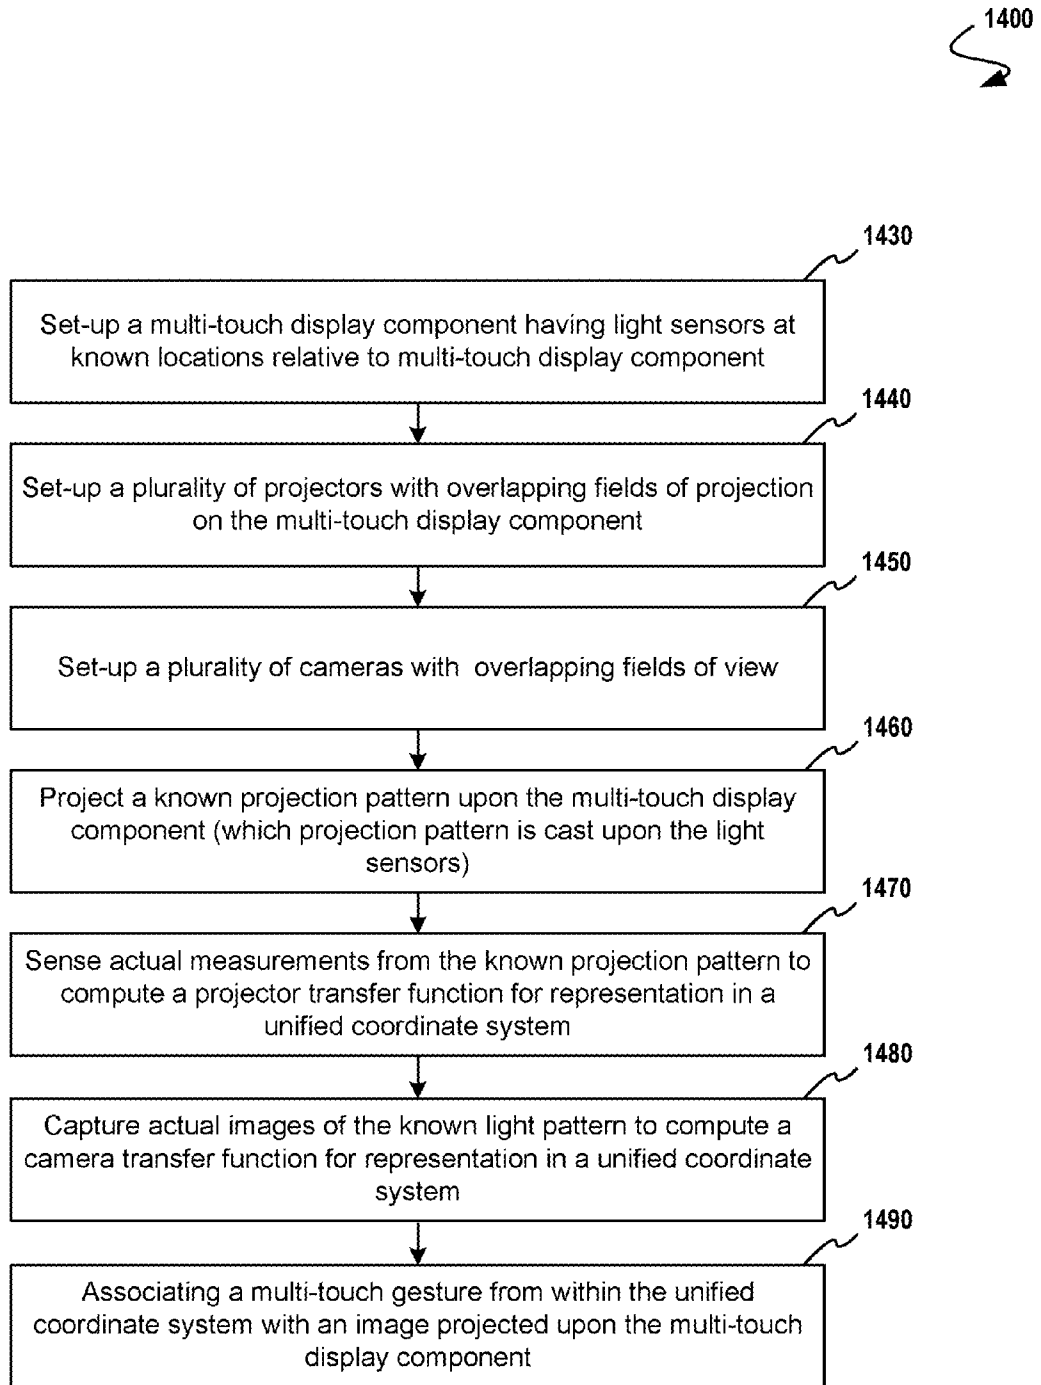 1400
1430
Set-up a multi-touch display component having light sensors at
known locations relative to multi-touch display component
1440
Set-up a plurality of projectors with overlapping fields of projection
on the multi-touch display component
1450
Set-up a plurality of cameras with overlapping fields of view
1460
Project a known projection pattern upon the multi-touch display
component (which projection pattern is cast upon the light
sensors)
1470
Sense actual measurements from the known projection pattern to
compute a projector transfer function for representation in a
unified coordinate system
1480
Capture actual images of the known light pattern to compute a
camera transfer function for representation in a unified coordinate
system
1490
Associating a multi-touch gesture from within the unified
coordinate system with an image projected upon the multi-touch
display component